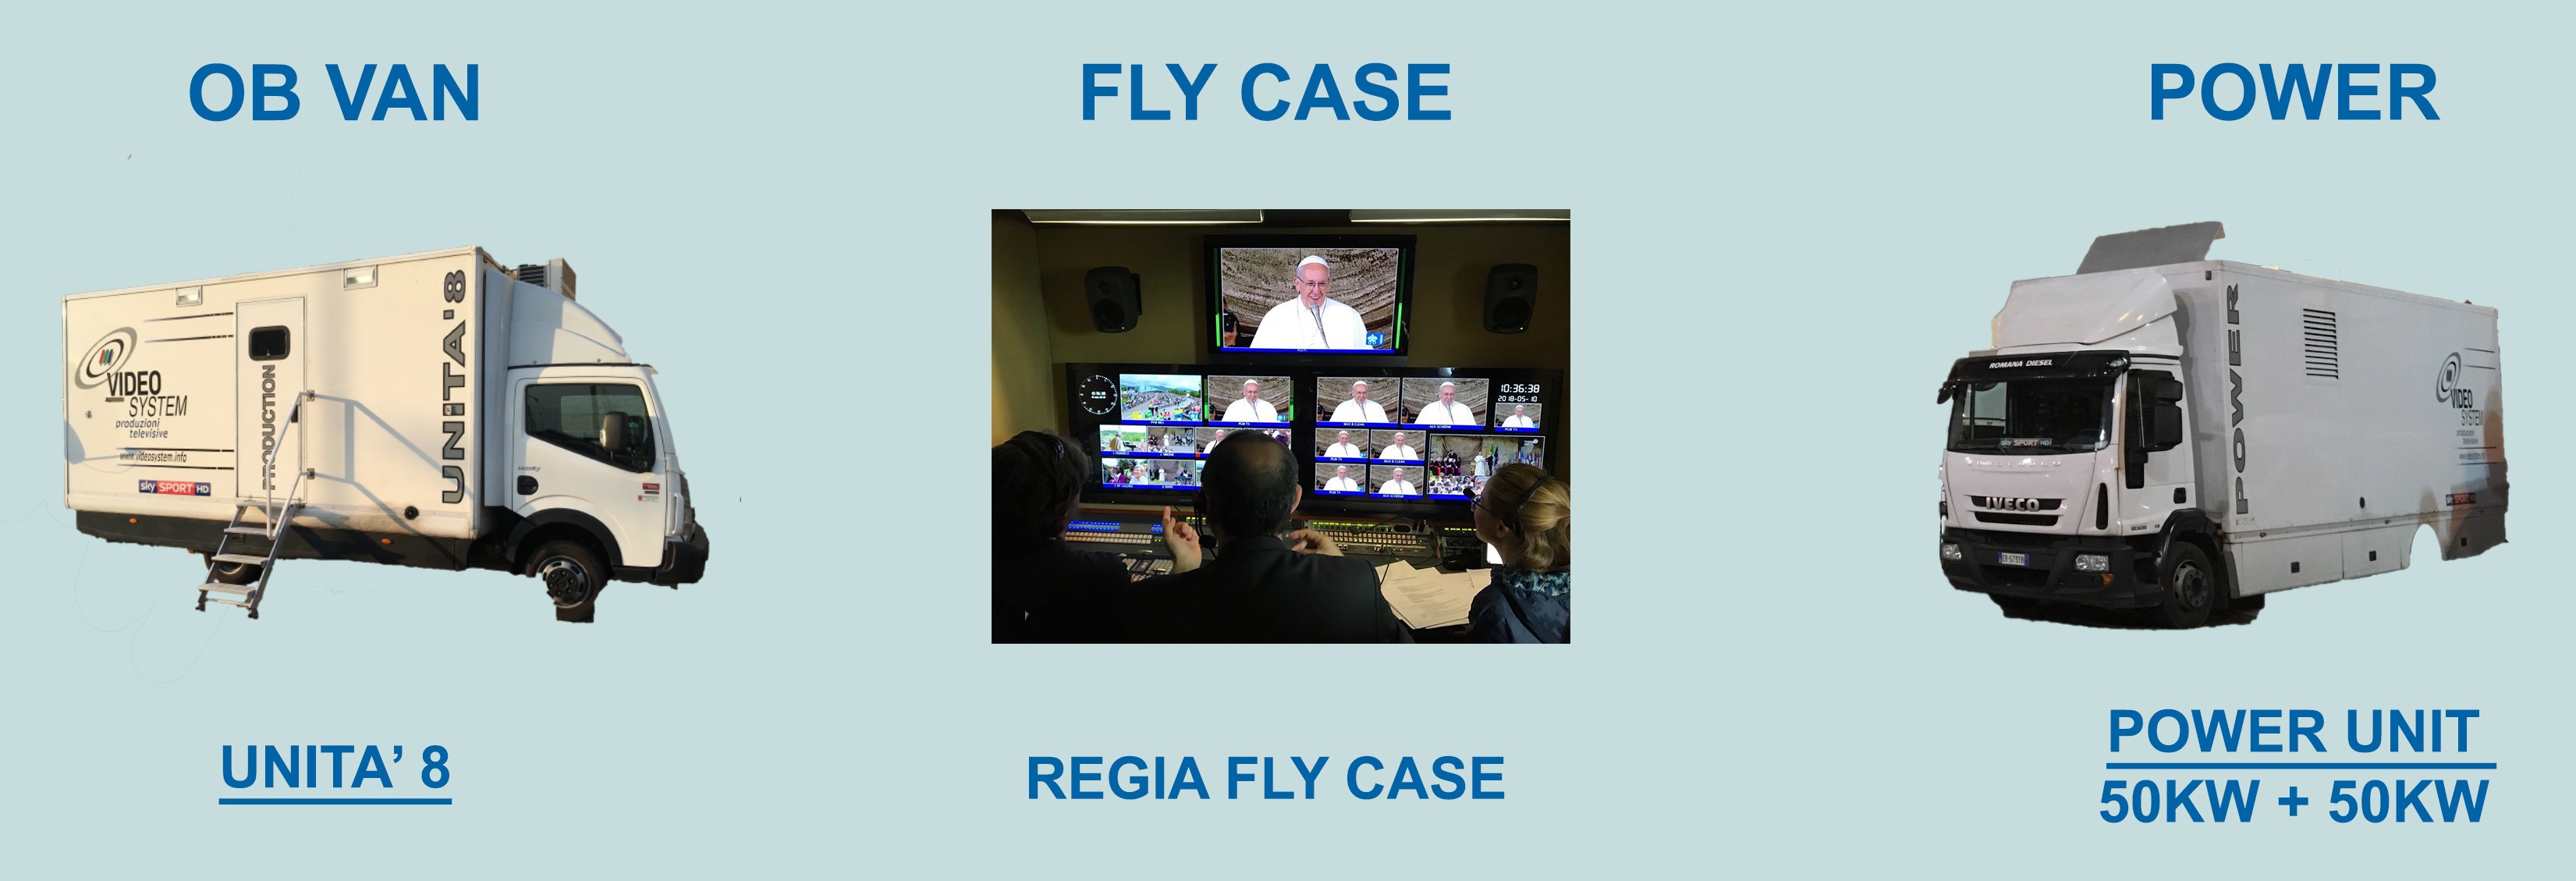 OB VAN
FLY CASE
POWER
VIDEO
SYSTEM
produzioni
televisive
www.videosystem.info
sky SPORT HD
PRODUCTION
UNITA'8
10:36:38
2018-05-10
ROMANA DIESEL
sky SPORT HD
IVECO
POWER
VIDEO
SYSTEM
produzioni
televisive
UNITA’ 8
REGIA FLY CASE
POWER UNIT
50KW + 50KW